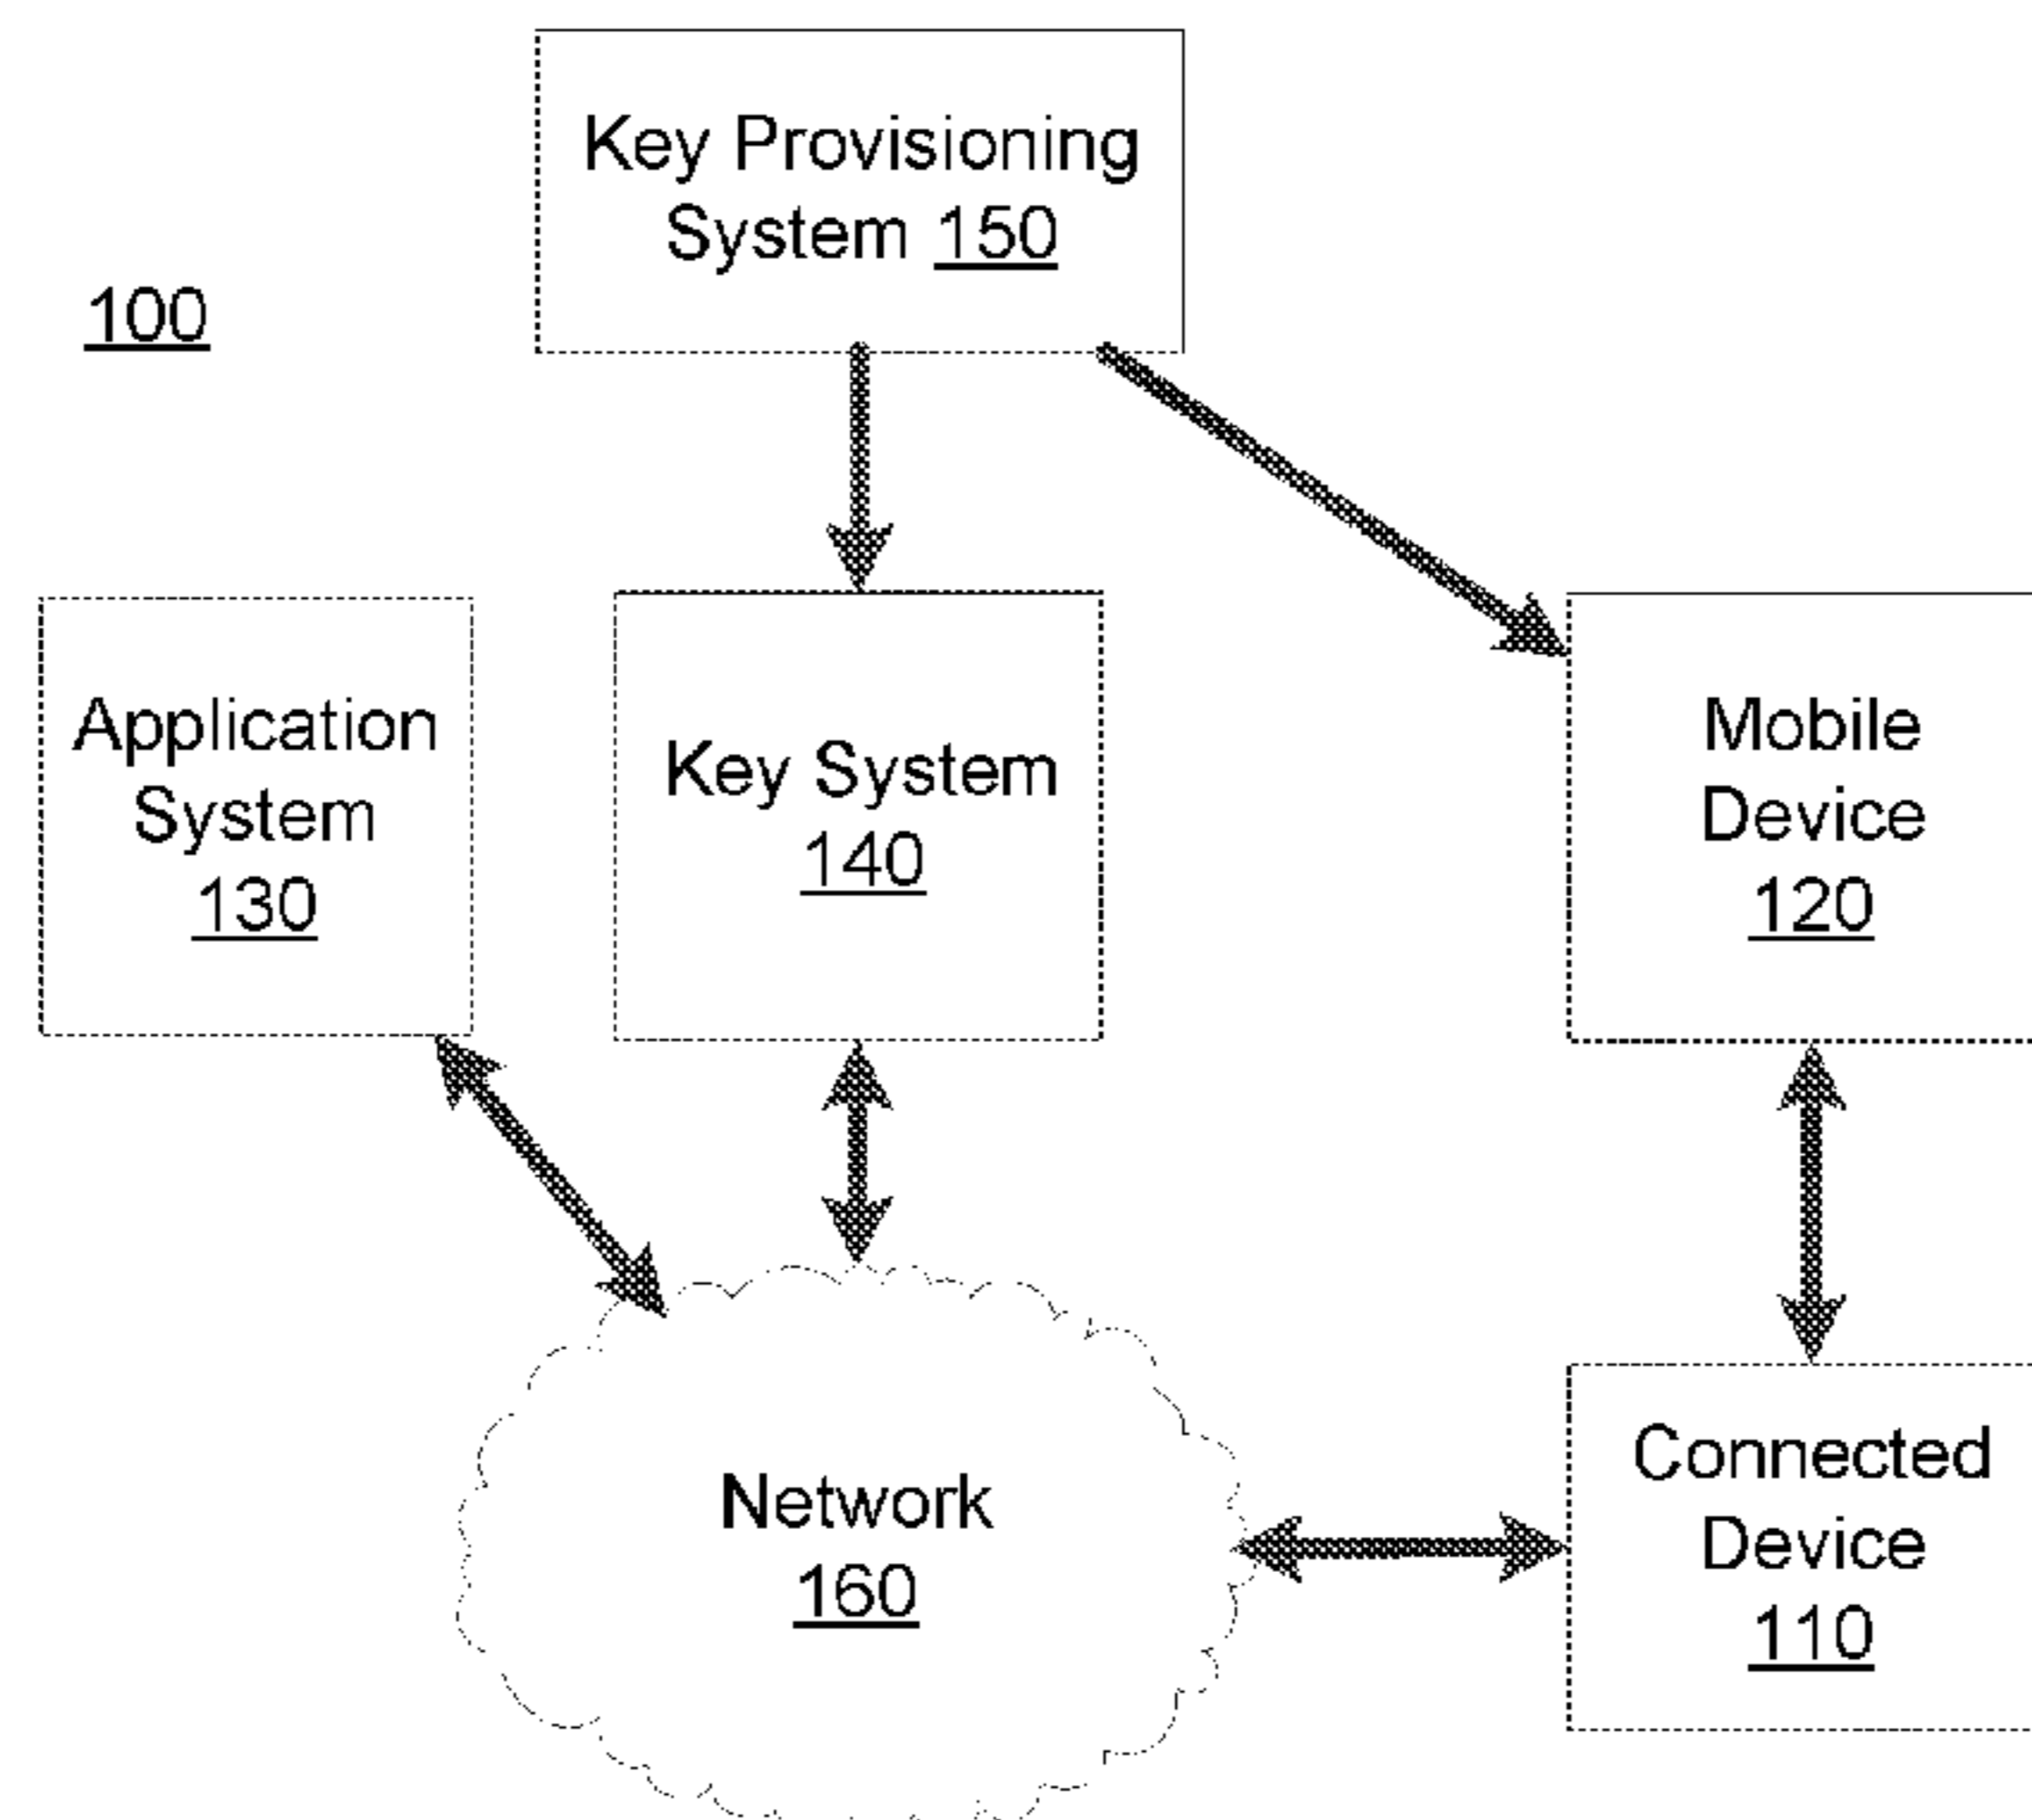 Key Provisioning
System 150
100
Application
System
130
Key System
140
Mobile
Device
120
Network
160
Connected
Device
110